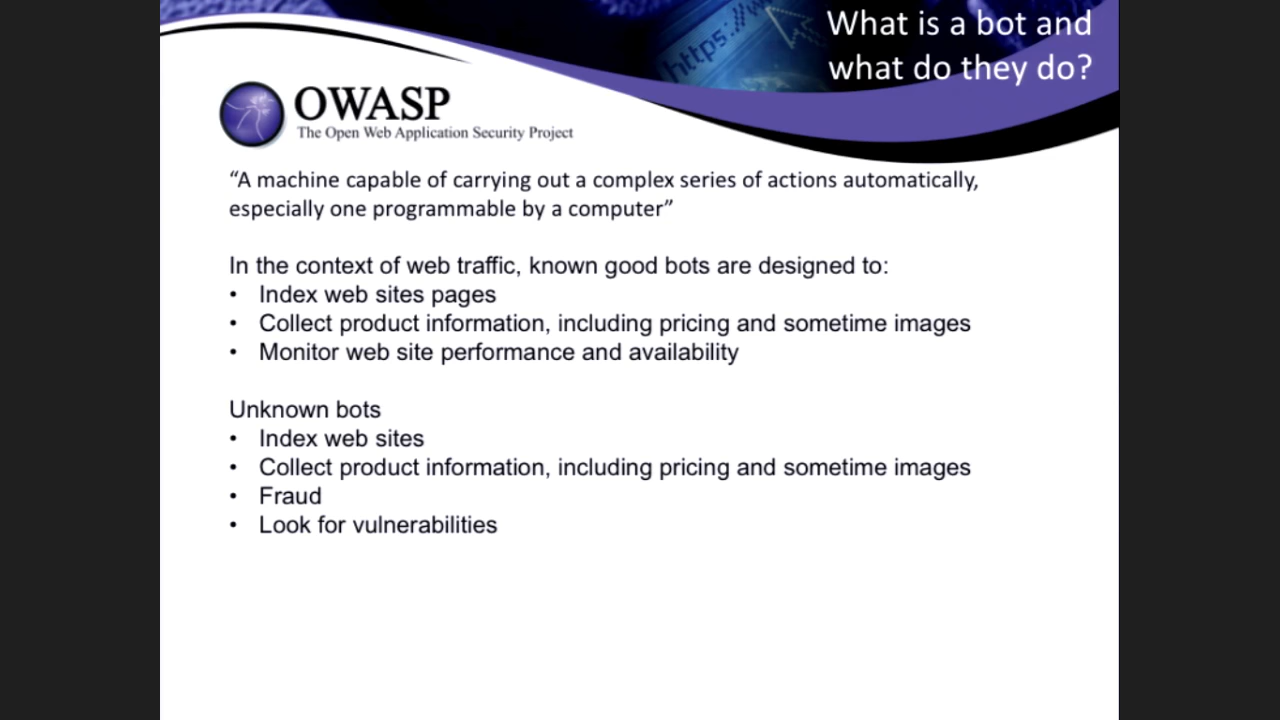 What is a bot and
what do they do?
https://w
OWASP
The Open Web Application Security Project
“A machine capable of carrying out a complex series of actions automatically,
especially one programmable by a computer”
In the context of web traffic, known good bots are designed to:
• Index web sites pages
• Collect product information, including pricing and sometime images
• Monitor web site performance and availability
Unknown bots
• Index web sites
• Collect product information, including pricing and sometime images
• Fraud
• Look for vulnerabilities